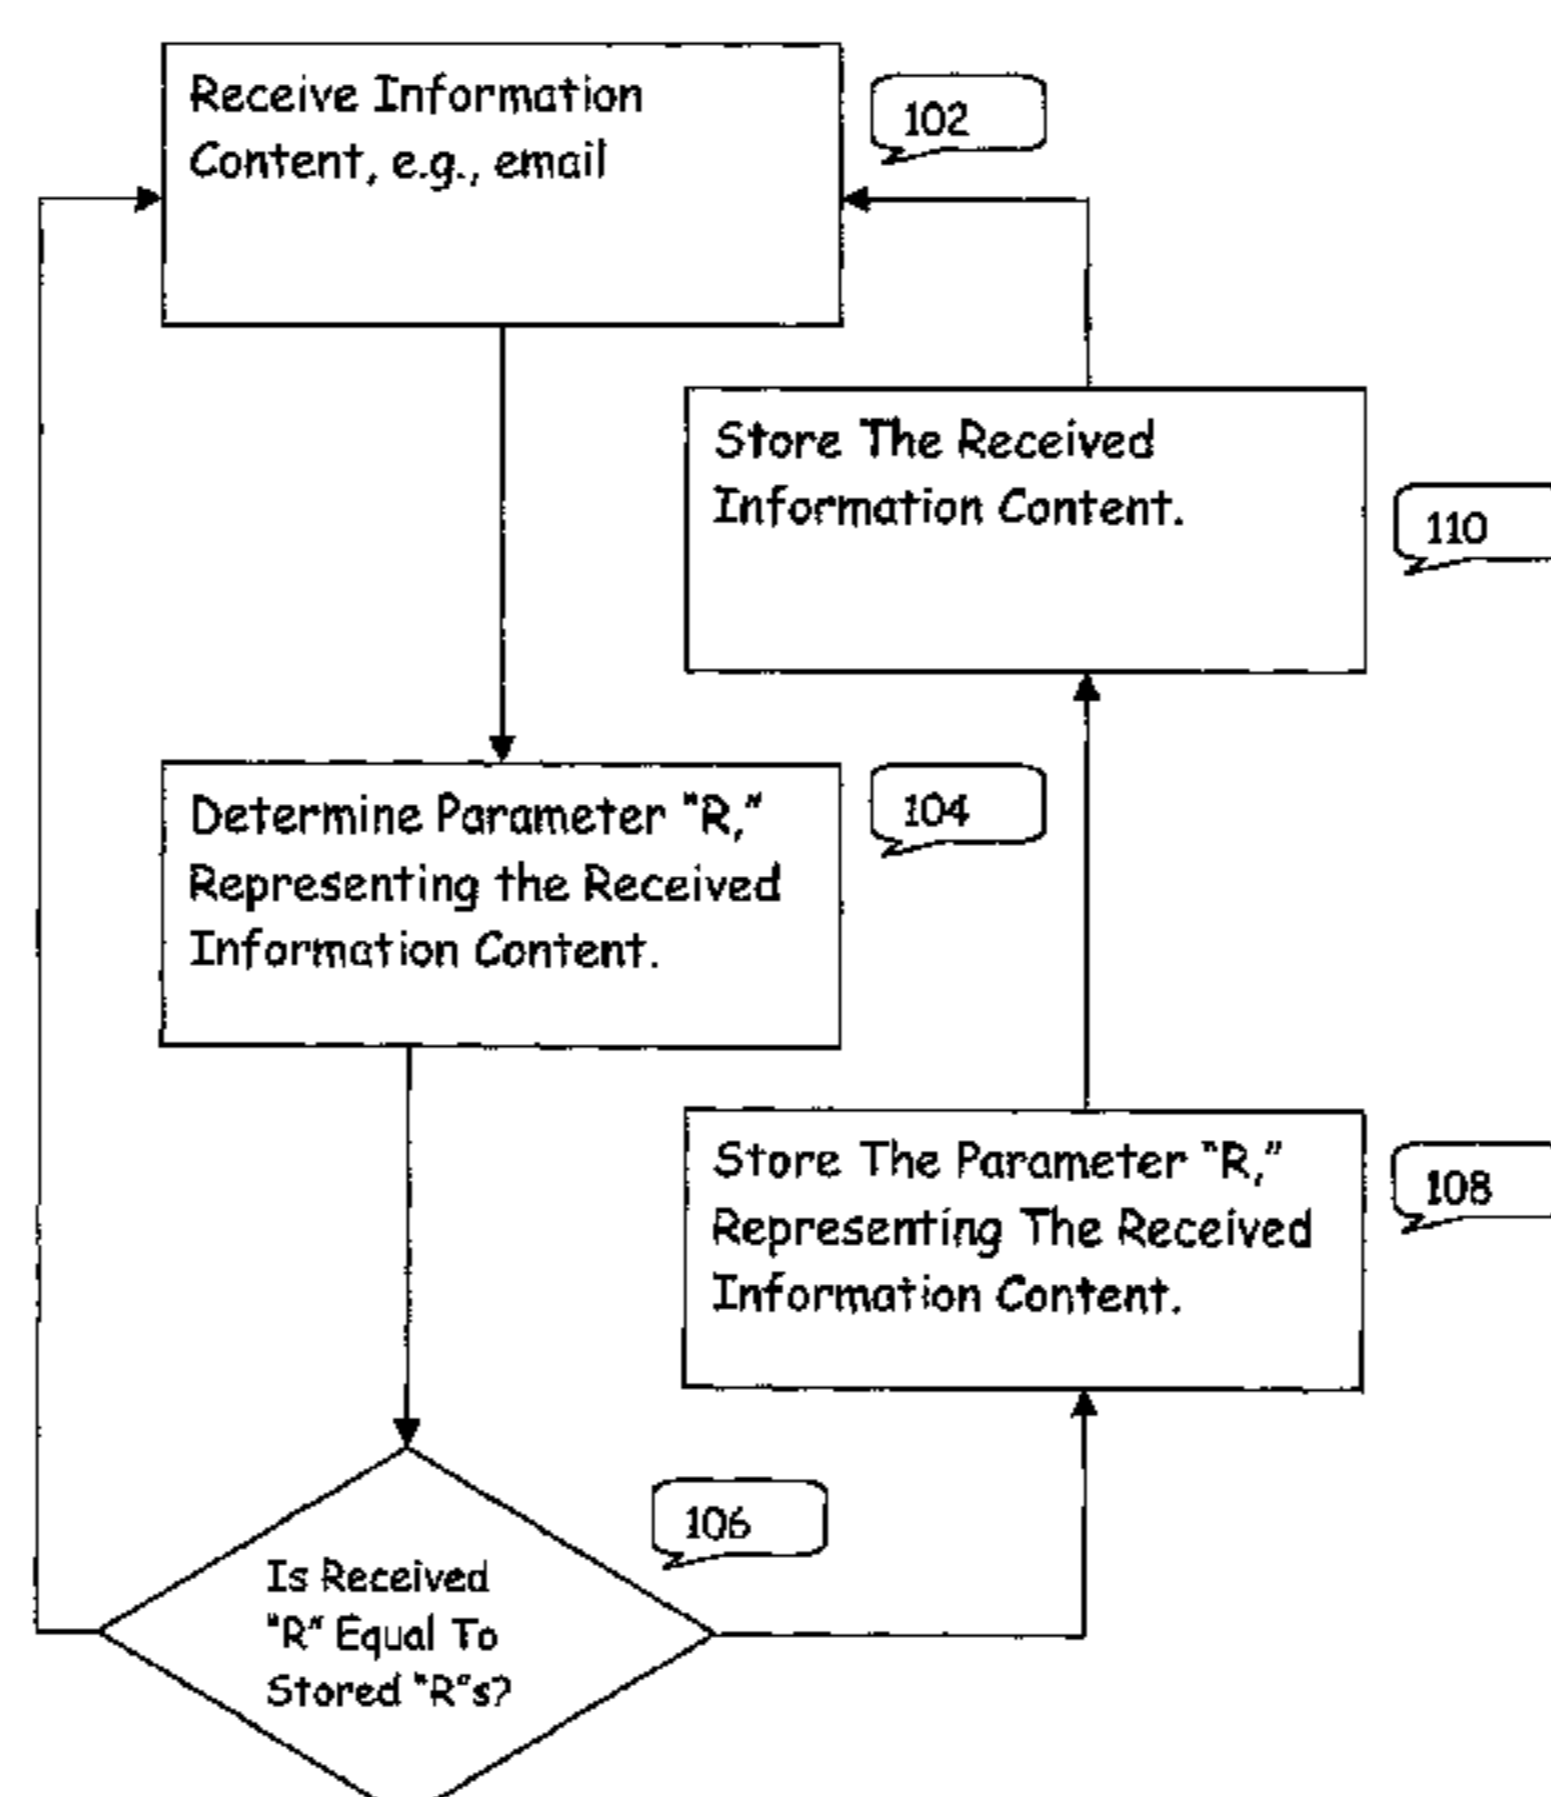 Receive Information
Content, e.g., email
102
Store The Received
Information Content.
110
Determine Parameter "R,"
Representing the Received
Information Content.
104
Store The Parameter "R,"
Representing The Received
Information Content.
108
106
Is Received
"R" Equal To
Stored "R"s?